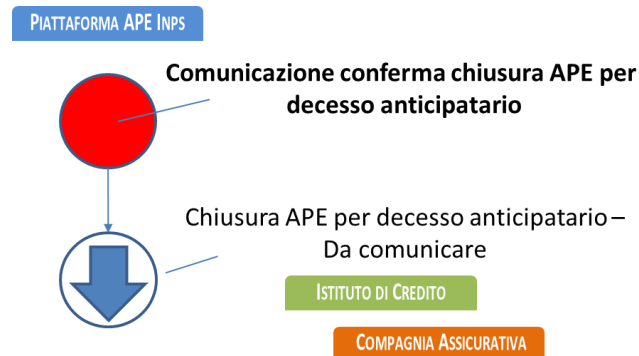 PIATTAFORMA APE INPS
Comunicazione conferma chiusura APE per
decesso anticipatario
Chiusura APE per decesso anticipatario –
Da comunicare
ISTITUTO DI CREDITO
COMPAGNIA ASSICURATIVA